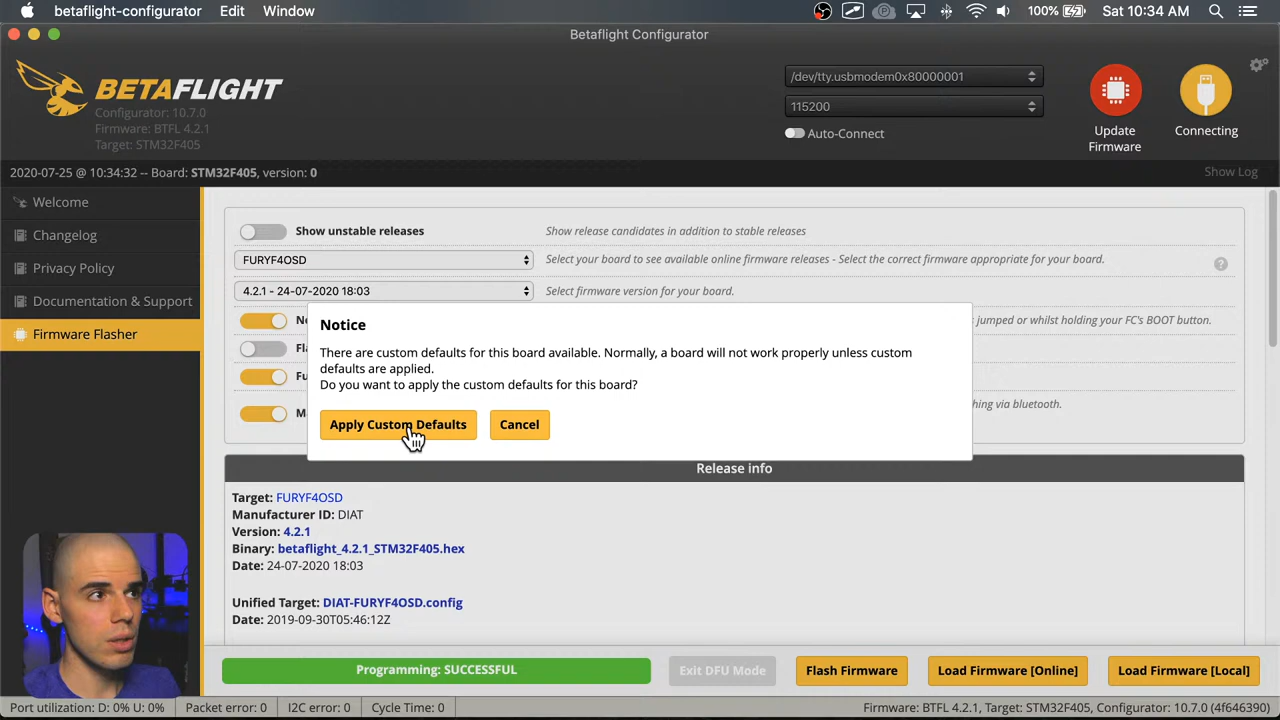 betaflight-configurator Edit Window
100% Sat 10:34 AM
Betaflight Configurator
BETAFLIGHT
Configurator: 10.7.0
Firmware: BTFL 4.2.1
Target: STM32F405
/dev/tty.usbmodem0x80000001
115200
Auto-Connect
Update
Firmware
Connecting
2020-07-25 @ 10:34:32 -- Board: STM32F405, version: 0
Show Log
Welcome
Changelog
Privacy Policy
Documentation & Support
Firmware Flasher
Show unstable releases Show release candidates in addition to stable releases
FURYF4OSD Select your board to see available online firmware releases - Select the correct firmware appropriate for your board.
4.2.1 - 24-07-2020 18:03 Select firmware version for your board.
jumped or whilst holding your FC's BOOT button.
via bluetooth.
Notice
There are custom defaults for this board available. Normally, a board will not work properly unless custom
defaults are applied.
Do you want to apply the custom defaults for this board?
Apply Custom Defaults Cancel
Release info
Target: FURYF4OSD
Manufacturer ID: DIAT
Version: 4.2.1
Binary: betaflight_4.2.1_STM32F405.hex
Date: 24-07-2020 18:03
Unified Target: DIAT-FURYF4OSD.config
Date: 2019-09-30T05:46:12Z
Programming: SUCCESSFUL
Exit DFU Mode Flash Firmware Load Firmware [Online] Load Firmware [Local]
Port utilization: D: 0% U: 0% Packet error: 0 I2C error: 0 Cycle Time: 0 Firmware: BTFL 4.2.1, Target: STM32F405, Configurator: 10.7.0 (4f646390)